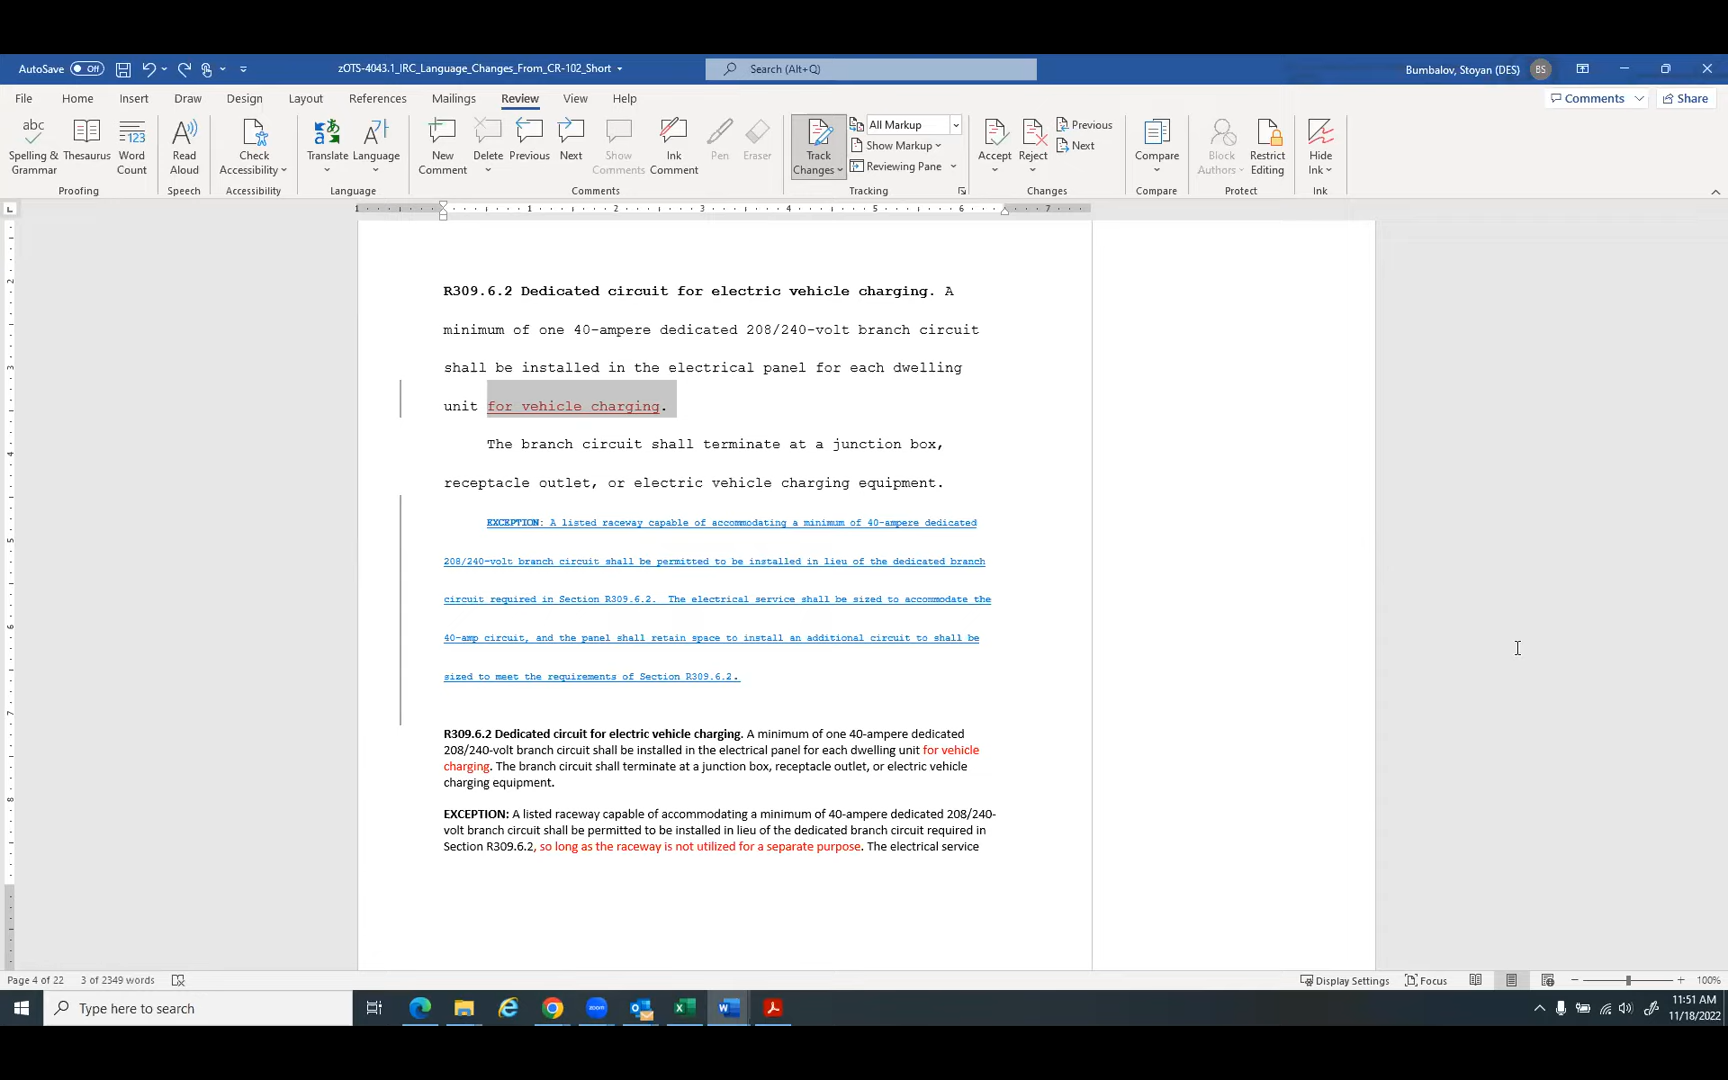 AutoSave Off
zOTS-4043.1_IRC_Language_Changes_From_CR-102_Short
Search (Alt+Q)
Bumbalov, Stoyan (DES) BS
File Home Insert Draw Design Layout References Mailings Review View Help
Comments Share
abc
Spelling & Grammar
Thesaurus
Word Count
Read Aloud
Check Accessibility
Translate
Language
New Comment
Delete
Previous
Next
Show Comments
Ink Comment
Pen
Eraser
Track Changes
All Markup
Show Markup
Reviewing Pane
Accept
Reject
Previous
Next
Compare
Block Authors
Restrict Editing
Hide Ink
Proofing Speech Accessibility Language Comments Tracking Changes Compare Protect Ink
1 1 2 3 4 5 6 7
R309.6.2 Dedicated circuit for electric vehicle charging. A
minimum of one 40-ampere dedicated 208/240-volt branch circuit
shall be installed in the electrical panel for each dwelling
unit for vehicle charging.
The branch circuit shall terminate at a junction box,
receptacle outlet, or electric vehicle charging equipment.
EXCEPTION: A listed raceway capable of accommodating a minimum of 40-ampere dedicated
208/240-volt branch circuit shall be permitted to be installed in lieu of the dedicated branch
circuit required in Section R309.6.2. The electrical service shall be sized to accommodate the
40-amp circuit, and the panel shall retain space to install an additional circuit to shall be
sized to meet the requirements of Section R309.6.2.
R309.6.2 Dedicated circuit for electric vehicle charging. A minimum of one 40-ampere dedicated
208/240-volt branch circuit shall be installed in the electrical panel for each dwelling unit for vehicle
charging. The branch circuit shall terminate at a junction box, receptacle outlet, or electric vehicle
charging equipment.
EXCEPTION: A listed raceway capable of accommodating a minimum of 40-ampere dedicated 208/240-
volt branch circuit shall be permitted to be installed in lieu of the dedicated branch circuit required in
Section R309.6.2, so long as the raceway is not utilized for a separate purpose. The electrical service
2
3
4
5
6
7
8
Page 4 of 22 3 of 2349 words
Display Settings Focus 100%
Type here to search
11:51 AM
11/18/2022